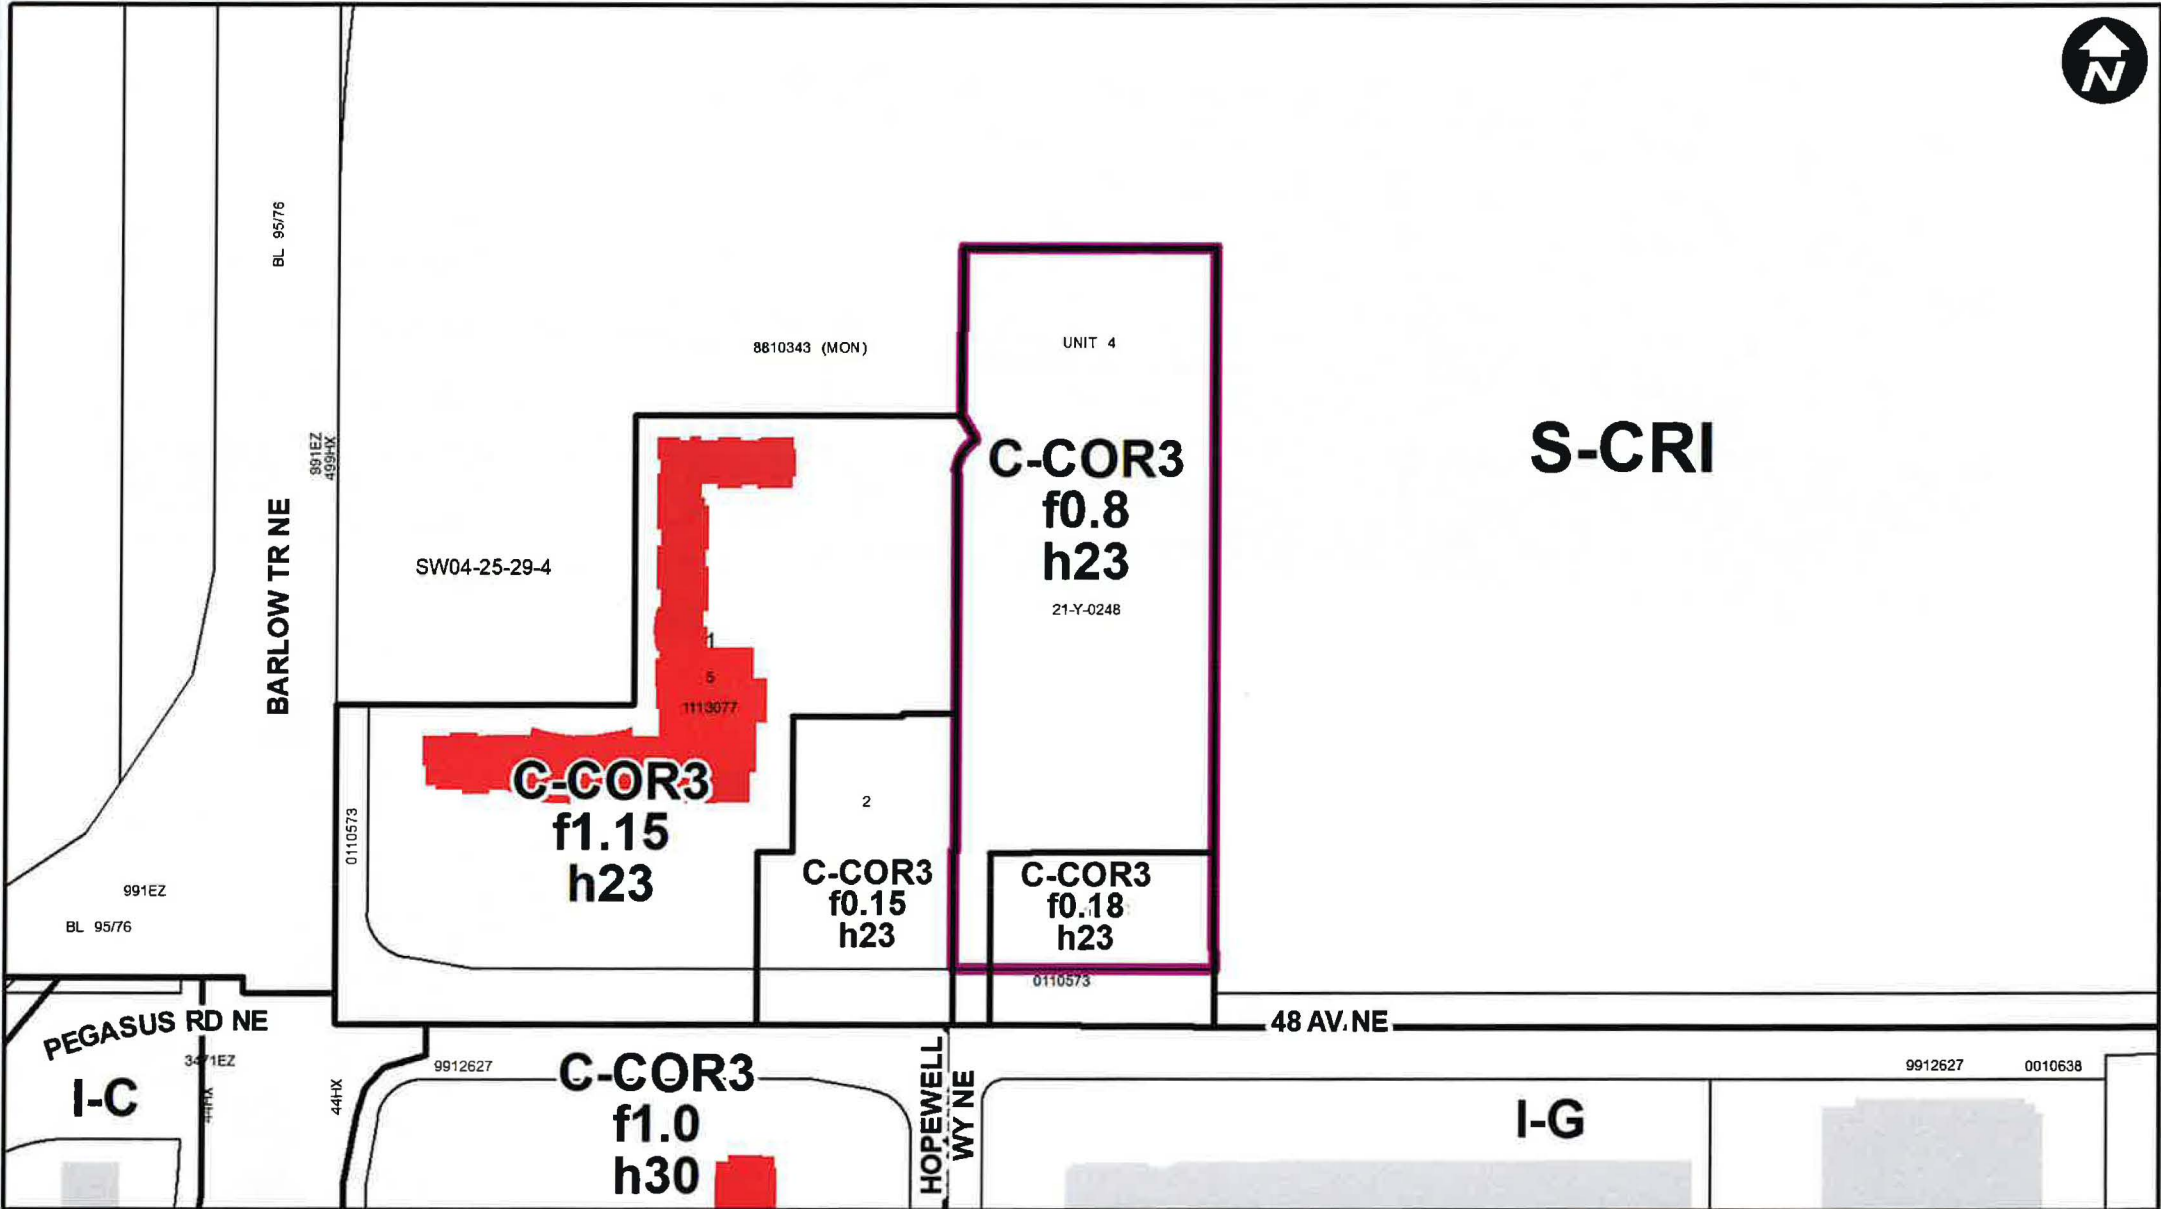 N
BL 95/76
8810343 (MON)
UNIT 4
991EZ
499HX
C-COR3
f0.8
h23
S-CRI
BARLOW TR NE
SW04-25-29-4
21-Y-0248
1
5
1113077
C-COR3
f1.15
h23
2
0110573
C-COR3
f0.15
h23
C-COR3
f0.18
h23
991EZ
BL 95/76
0110573
PEGASUS RD NE
48 AV. NE
3471EZ
I-C
44HX
44HX
9912627
C-COR3
f1.0
h30
HOPEWELL
WY NE
I-G
9912627
0010638